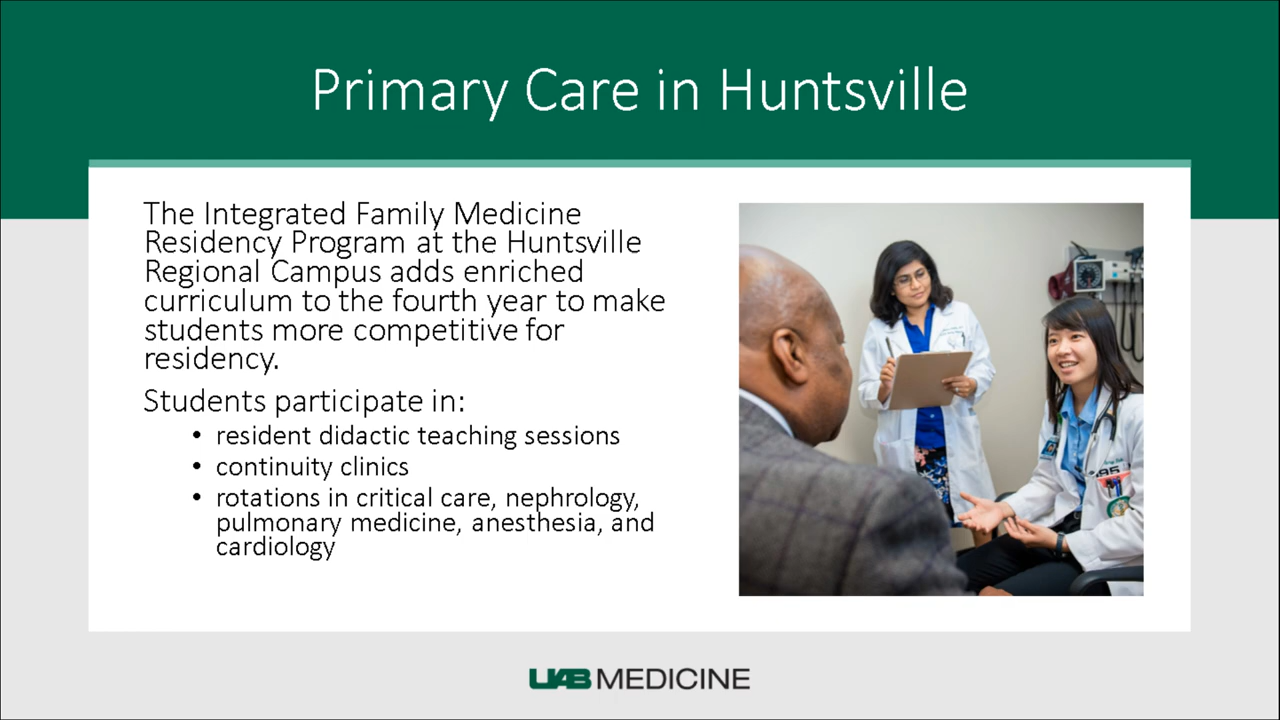 Primary Care in Huntsville
The Integrated Family Medicine
Residency Program at the Huntsville
Regional Campus adds enriched
curriculum to the fourth year to make
students more competitive for
residency.
Students participate in:
• resident didactic teaching sessions
• continuity clinics
• rotations in critical care, nephrology,
pulmonary medicine, anesthesia, and
cardiology
UAB MEDICINE